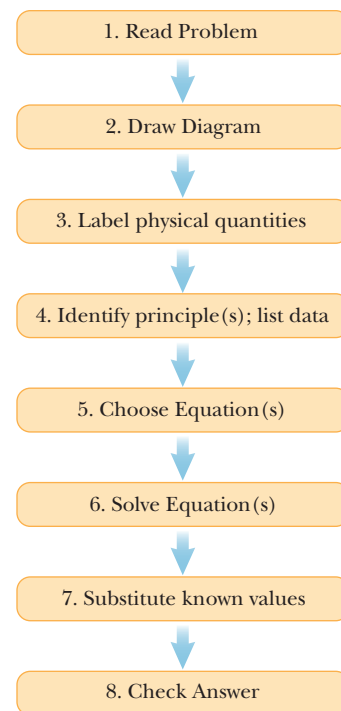 1. Read Problem
2. Draw Diagram
3. Label physical quantities
4. Identify principle(s); list data
5. Choose Equation(s)
6. Solve Equation(s)
7. Substitute known values
8. Check Answer